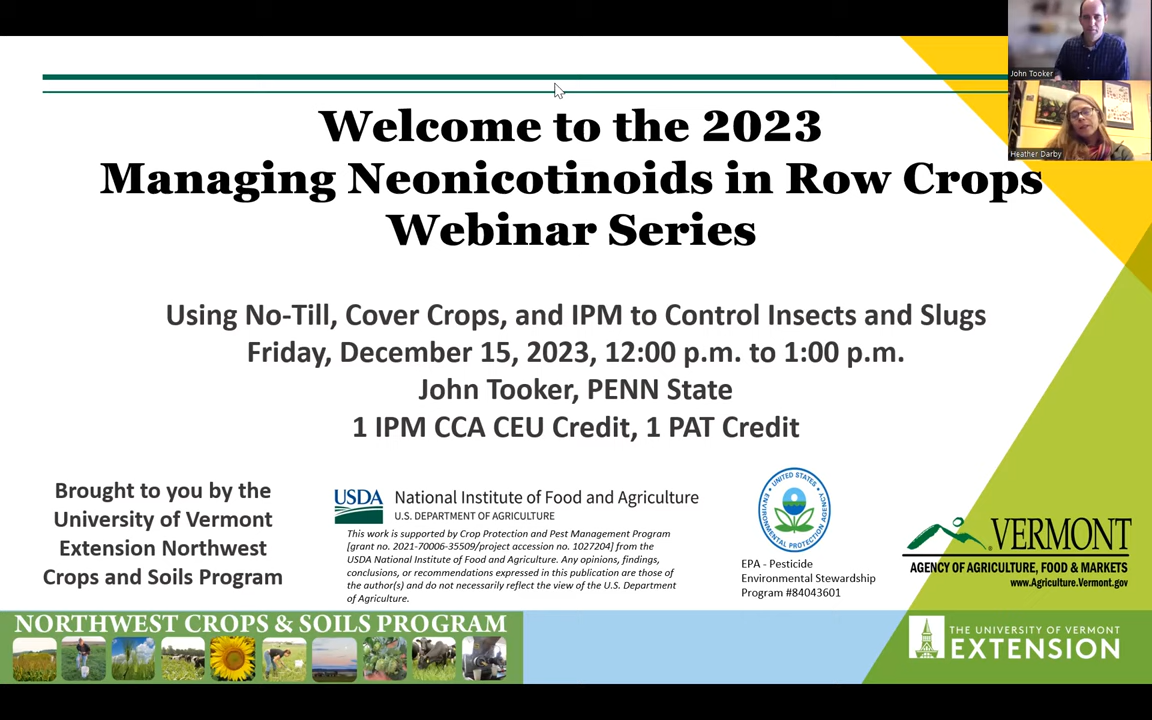 Welcome to the 2023
Managing Neonicotinoids in Row Crops
Webinar Series
John Tooker
Heather Darby
Using No-Till, Cover Crops, and IPM to Control Insects and Slugs
Friday, December 15, 2023, 12:00 p.m. to 1:00 p.m.
John Tooker, PENN State
1 IPM CCA CEU Credit, 1 PAT Credit
Brought to you by the
University of Vermont
Extension Northwest
Crops and Soils Program
USDA
National Institute of Food and Agriculture
U.S. DEPARTMENT OF AGRICULTURE
This work is supported by Crop Protection and Pest Management Program
[grant no. 2021-70006-35509/project accession no. 1027204] from the
USDA National Institute of Food and Agriculture. Any opinions, findings,
conclusions, or recommendations expressed in this publication are those of
the author(s) and do not necessarily reflect the view of the U.S. Department
of Agriculture.
UNITED STATES
ENVIRONMENTAL PROTECTION AGENCY
EPA - Pesticide
Environmental Stewardship
Program #84043601
VERMONT
AGENCY OF AGRICULTURE, FOOD & MARKETS
www.Agriculture.Vermont.gov
NORTHWEST CROPS & SOILS PROGRAM
THE UNIVERSITY OF VERMONT
EXTENSION